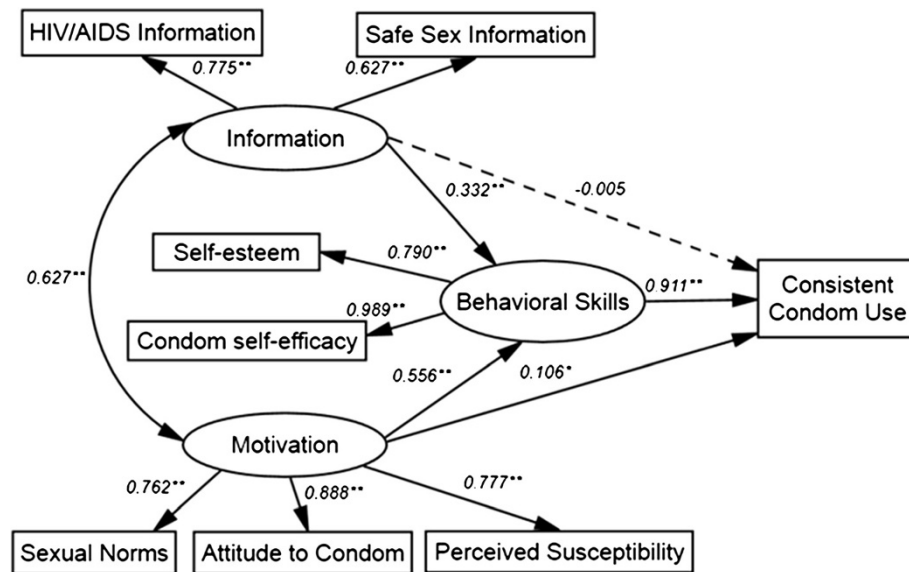 HIV/AIDS Information
Safe Sex Information
0.775**
0.627**
Information
0.332**
-0.005
Self-esteem
0.790**
0.627**
Behavioral Skills
0.911**
Consistent
Condom Use
0.989**
Condom self-efficacy
0.556**
0.106*
Motivation
0.762**
0.888**
0.777**
Sexual Norms
Attitude to Condom
Perceived Susceptibility